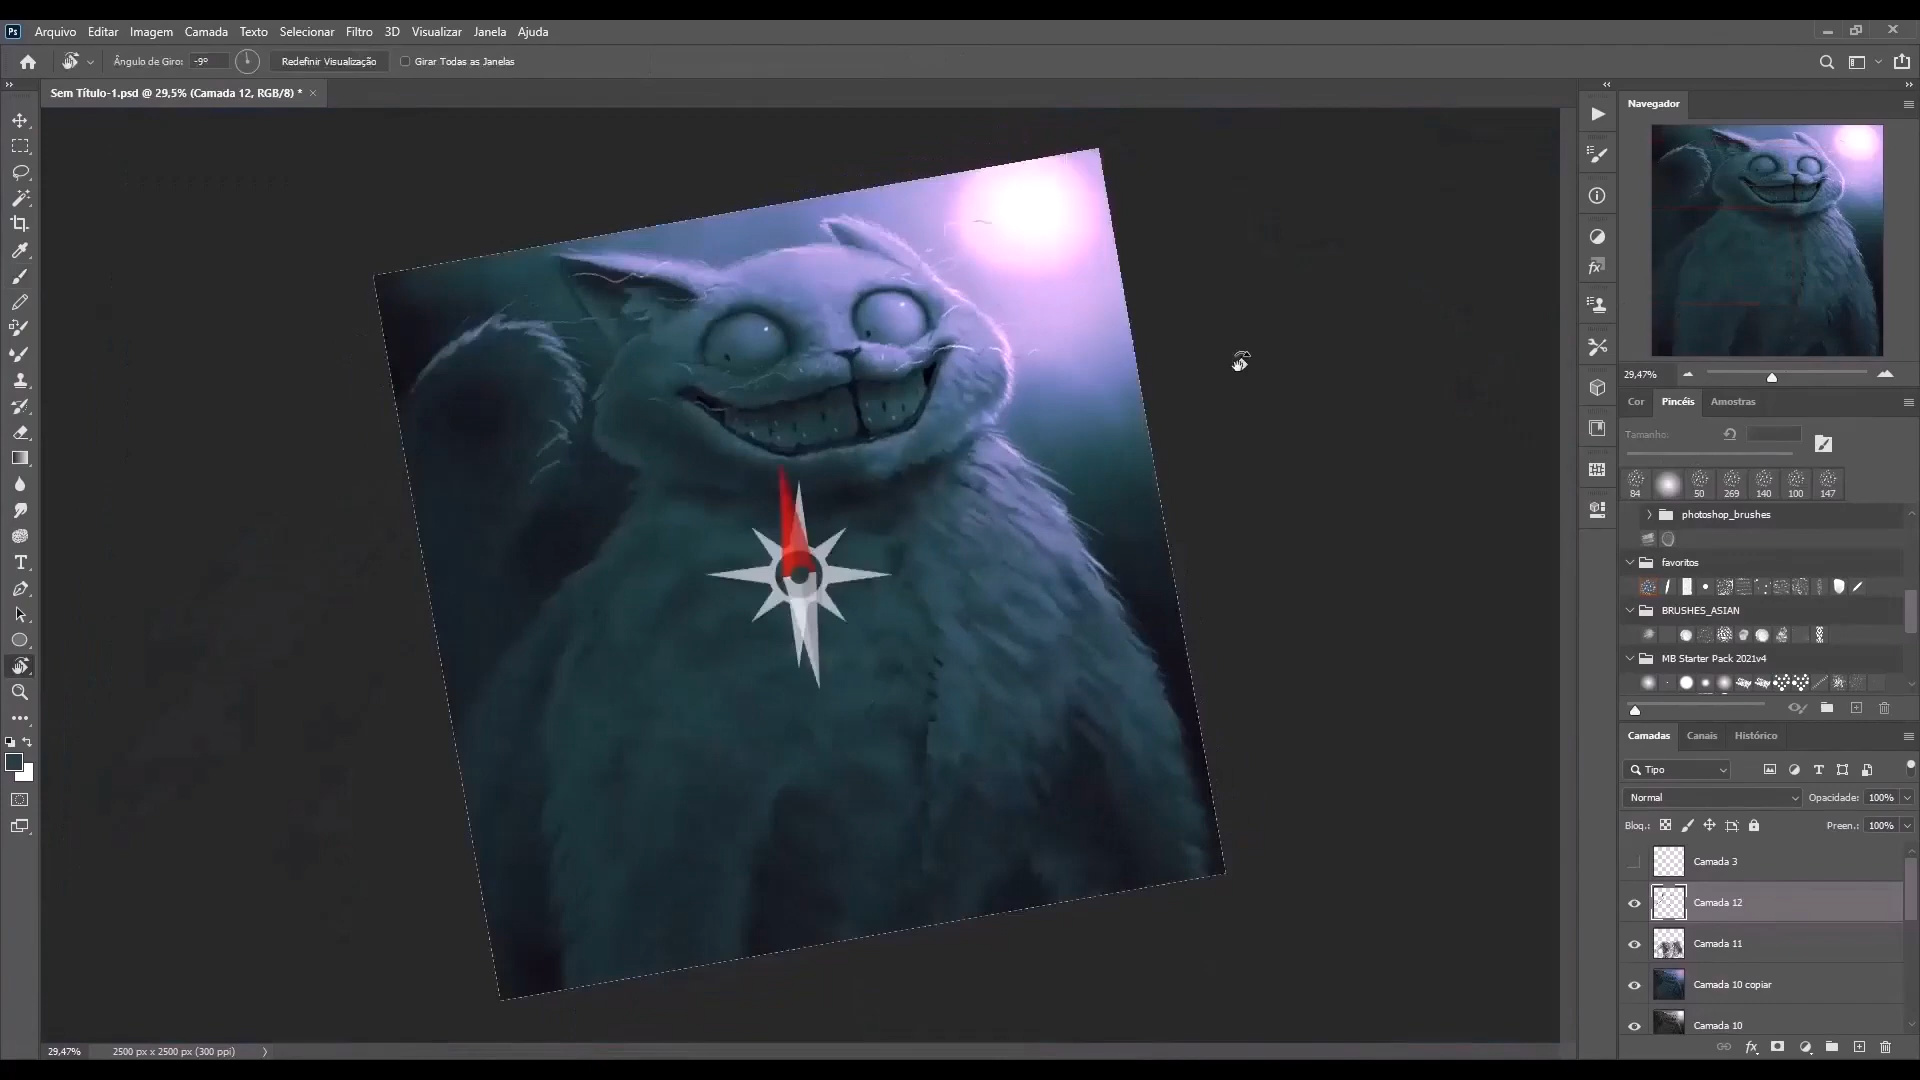 Ps Arquivo Editar Imagem Camada Texto Selecionar Filtro 3D Visualizar Janela Ajuda
Ângulo de Giro: -9° Redefinir Visualização Girar Todas as Janelas
Sem Título-1.psd @ 29,5% (Camada 12, RGB/8) * ×
Navegador
29,47%
Cor Pincéis Amostras
Tamanho:
84 50 269 140 100 147
photoshop_brushes
favoritos
BRUSHES_ASIAN
MB Starter Pack 2021v4
Camadas Canais Histórico
Tipo
Normal Opacidade: 100%
Bloq.: Preen.: 100%
Camada 3
Camada 12
Camada 11
Camada 10 copiar
Camada 10
29,47% 2500 px x 2500 px (300 ppi)